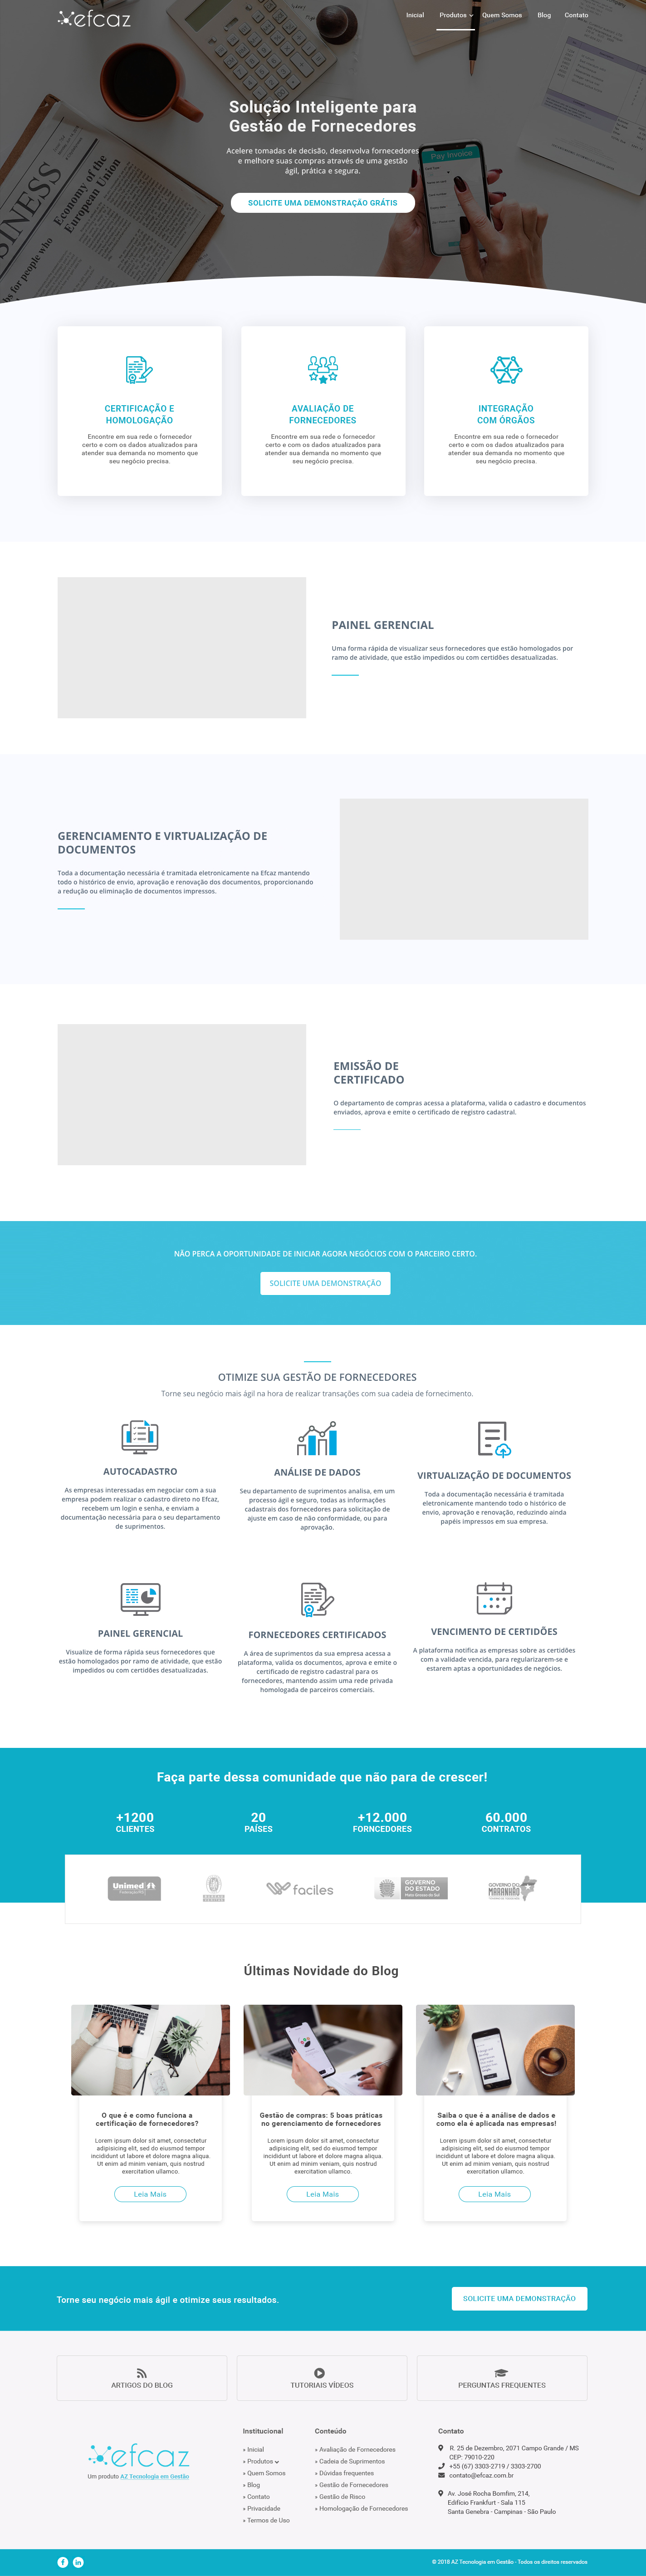 efcaz
Inicial Produtos Quem Somos Blog Contato
Solução Inteligente para
Gestão de Fornecedores
Acelere tomadas de decisão, desenvolva fornecedores
e melhore suas compras através de uma gestão
ágil, prática e segura.
SOLICITE UMA DEMONSTRAÇÃO GRÁTIS
Pay Invoice
BUSINESS
Economy of the
European Union
CERTIFICAÇÃO E
HOMOLOGAÇÃO
Encontre em sua rede o fornecedor
certo e com os dados atualizados para
atender sua demanda no momento que
seu negócio precisa.
AVALIAÇÃO DE
FORNECEDORES
Encontre em sua rede o fornecedor
certo e com os dados atualizados para
atender sua demanda no momento que
seu negócio precisa.
INTEGRAÇÃO
COM ÓRGÃOS
Encontre em sua rede o fornecedor
certo e com os dados atualizados para
atender sua demanda no momento que
seu negócio precisa.
PAINEL GERENCIAL
Uma forma rápida de visualizar seus fornecedores que estão homologados por
ramo de atividade, que estão impedidos ou com certidões desatualizadas.
GERENCIAMENTO E VIRTUALIZAÇÃO DE
DOCUMENTOS
Toda a documentação necessária é tramitada eletronicamente na Efcaz mantendo
todo o histórico de envio, aprovação e renovação dos documentos, proporcionando
a redução ou eliminação de documentos impressos.
EMISSÃO DE
CERTIFICADO
O departamento de compras acessa a plataforma, valida o cadastro e documentos
enviados, aprova e emite o certificado de registro cadastral.
NÃO PERCA A OPORTUNIDADE DE INICIAR AGORA NEGÓCIOS COM O PARCEIRO CERTO.
SOLICITE UMA DEMONSTRAÇÃO
OTIMIZE SUA GESTÃO DE FORNECEDORES
Torne seu negócio mais ágil na hora de realizar transações com sua cadeia de fornecimento.
AUTOCADASTRO
As empresas interessadas em negociar com a sua
empresa podem realizar o cadastro direto no Efcaz,
recebem um login e senha, e enviam a
documentação necessária para o seu departamento
de suprimentos.
ANÁLISE DE DADOS
Seu departamento de suprimentos analisa, em um
processo ágil e seguro, todas as informações
cadastrais dos fornecedores para solicitação de
ajuste em caso de não conformidade, ou para
aprovação.
VIRTUALIZAÇÃO DE DOCUMENTOS
Toda a documentação necessária é tramitada
eletronicamente mantendo todo o histórico de
envio, aprovação e renovação, reduzindo ainda
papéis impressos em sua empresa.
PAINEL GERENCIAL
Visualize de forma rápida seus fornecedores que
estão homologados por ramo de atividade, que estão
impedidos ou com certidões desatualizadas.
FORNECEDORES CERTIFICADOS
A área de suprimentos da sua empresa acessa a
plataforma, valida os documentos, aprova e emite o
certificado de registro cadastral para os
fornecedores, mantendo assim uma rede privada
homologada de parceiros comerciais.
VENCIMENTO DE CERTIDÕES
A plataforma notifica as empresas sobre as certidões
com a validade vencida, para regularizarem-se e
estarem aptas a oportunidades de negócios.
Faça parte dessa comunidade que não para de crescer!
+1200
CLIENTES
20
PAÍSES
+12.000
FORNCEDORES
60.000
CONTRATOS
Unimed
faciles
GOVERNO
DO ESTADO
Mato Grosso do Sul
GOVERNO DO
MARANHÃO
Últimas Novidade do Blog
O que é e como funciona a
certificação de fornecedores?
Lorem ipsum dolor sit amet, consectetur
adipisicing elit, sed do eiusmod tempor
incididunt ut labore et dolore magna aliqua.
Ut enim ad minim veniam, quis nostrud
exercitation ullamco.
Leia Mais
Gestão de compras: 5 boas práticas
no gerenciamento de fornecedores
Lorem ipsum dolor sit amet, consectetur
adipisicing elit, sed do eiusmod tempor
incididunt ut labore et dolore magna aliqua.
Ut enim ad minim veniam, quis nostrud
exercitation ullamco.
Leia Mais
Saiba o que é a análise de dados e
como ela é aplicada nas empresas!
Lorem ipsum dolor sit amet, consectetur
adipisicing elit, sed do eiusmod tempor
incididunt ut labore et dolore magna aliqua.
Ut enim ad minim veniam, quis nostrud
exercitation ullamco.
Leia Mais
Torne seu negócio mais ágil e otimize seus resultados.
SOLICITE UMA DEMONSTRAÇÃO
ARTIGOS DO BLOG
TUTORIAIS VÍDEOS
PERGUNTAS FREQUENTES
efcaz
Um produto AZ Tecnologia em Gestão
Institucional
» Inicial
» Produtos
» Quem Somos
» Blog
» Contato
» Privacidade
» Termos de Uso
Conteúdo
» Avaliação de Fornecedores
» Cadeia de Suprimentos
» Dúvidas frequentes
» Gestão de Fornecedores
» Gestão de Risco
» Homologação de Fornecedores
Contato
R. 25 de Dezembro, 2071 Campo Grande / MS
CEP: 79010-220
+55 (67) 3303-2719 / 3303-2700
contato@efcaz.com.br
Av. José Rocha Bomfim, 214,
Edifício Frankfurt - Sala 115
Santa Genebra - Campinas - São Paulo
© 2018 AZ Tecnologia em Gestão - Todos os direitos reservados